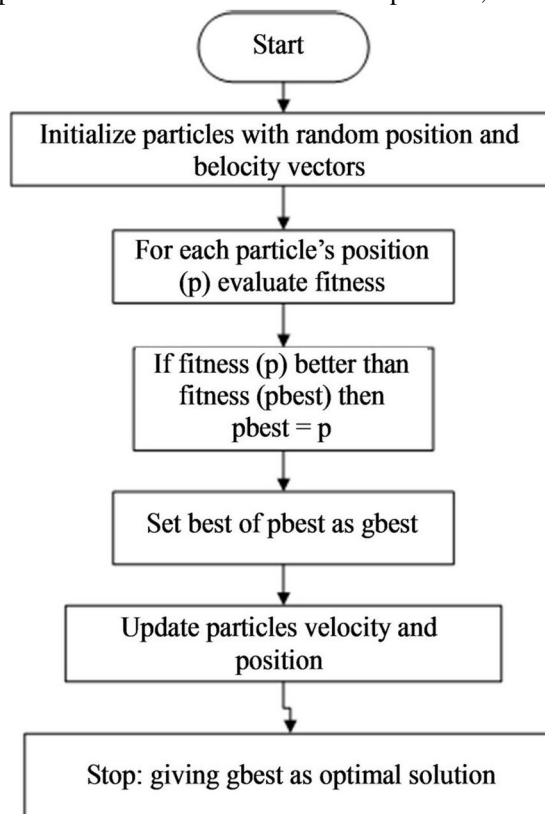 Start
Initialize particles with random position and
belocity vectors
For each particle's position
(p) evaluate fitness
If fitness (p) better than
fitness (pbest) then
pbest = p
Set best of pbest as gbest
Update particles velocity and
position
Stop: giving gbest as optimal solution